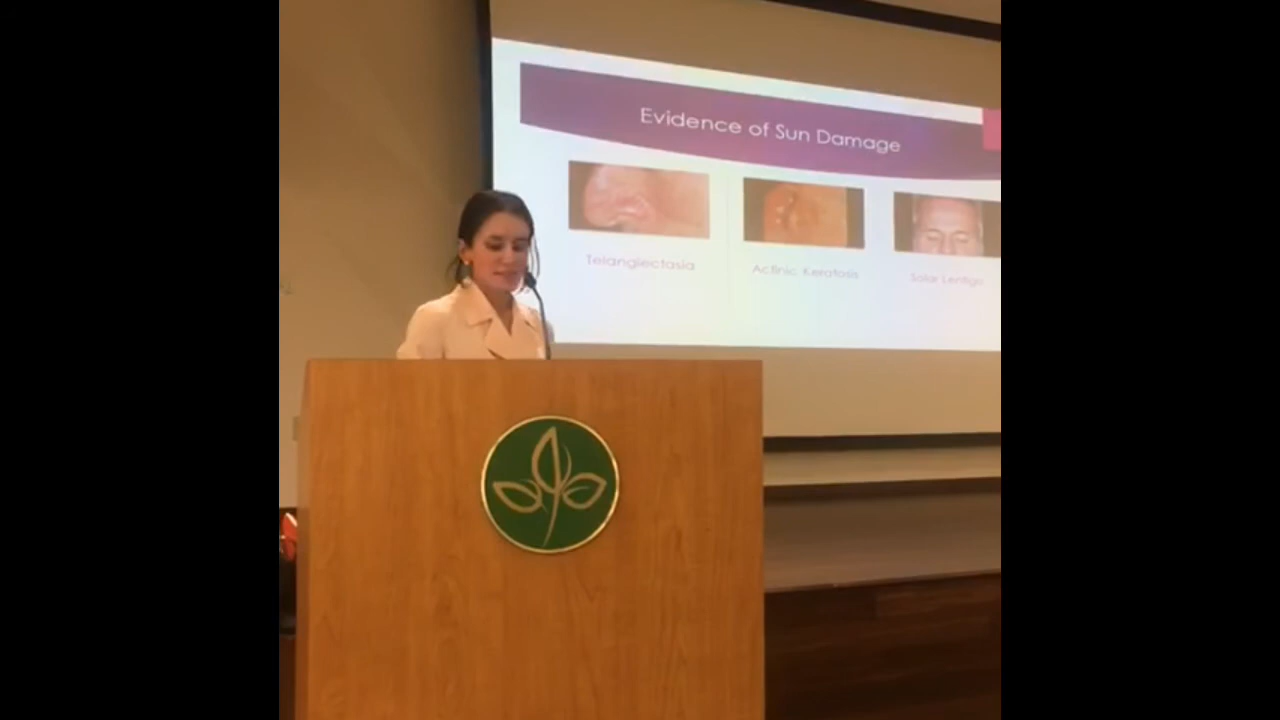 Evidence of Sun Damage
Telangiectasia
Actinic Keratosis
Solar Lentigo